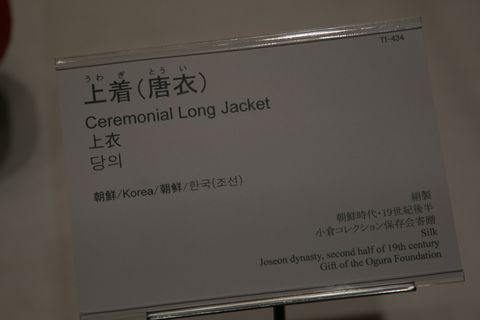 TI-434
うわ ぎ とう い
上着(唐衣)
Ceremonial Long Jacket
上衣
당의
朝鮮/Korea/朝鲜/한국(조선)
絹製
朝鮮時代・19世紀後半
小倉コレクション保存会寄贈
Silk
Joseon dynasty, second half of 19th century
Gift of the Ogura Foundation